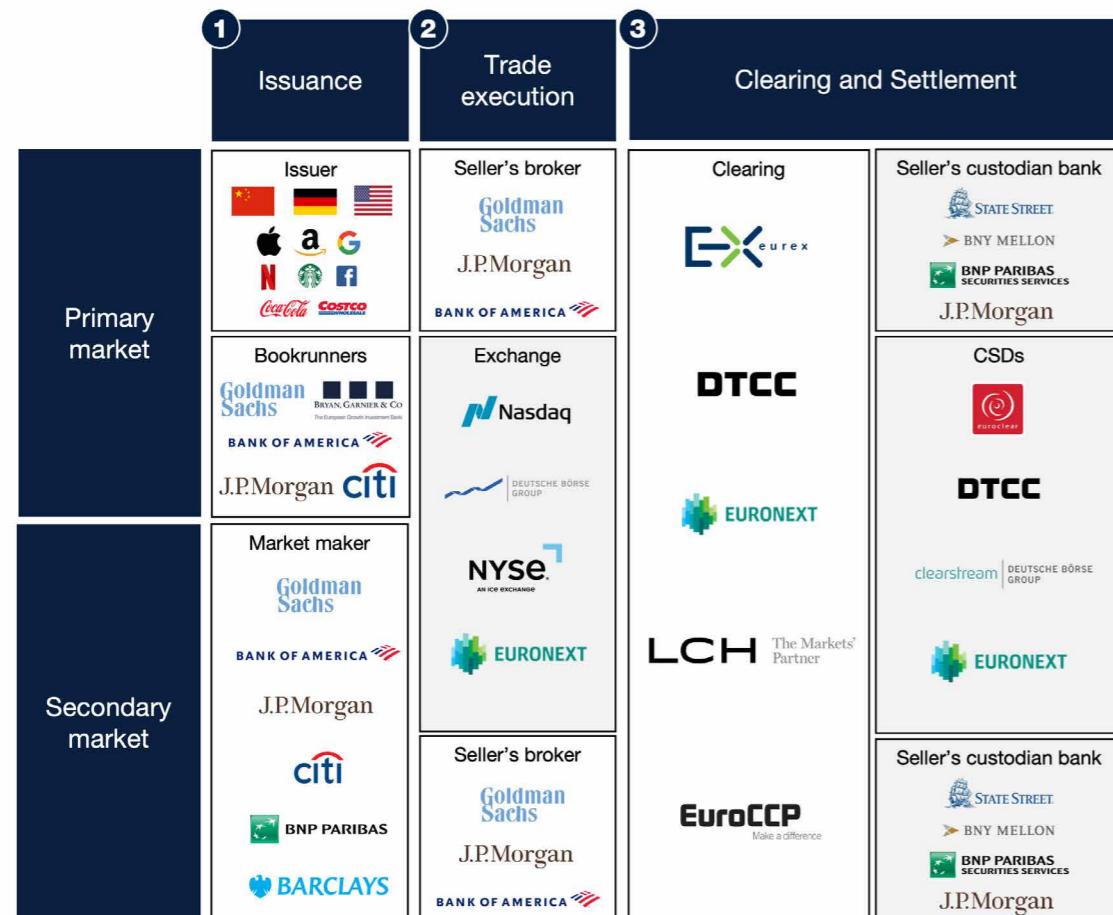 1
Issuance
2
Trade
execution
3
Clearing and Settlement
Primary
market
Issuer
a
G
N
f
Coca-Cola
COSTCO
WHOLESALE
Bookrunners
Goldman
Sachs
BRYAN, GARNIER & CO
The European Growth Investment Bank
BANK OF AMERICA
J.P.Morgan
citi
Seller's broker
Goldman
Sachs
J.P.Morgan
BANK OF AMERICA
Exchange
Nasdaq
DEUTSCHE BÖRSE
GROUP
NYSE
AN ICE EXCHANGE
EURONEXT
Clearing
EX eurex
DTCC
EURONEXT
LCH The Markets'
Partner
EuroCCP
Make a difference
Seller's custodian bank
STATE STREET
BNY MELLON
BNP PARIBAS
SECURITIES SERVICES
J.P.Morgan
CSDs
euroclear
DTCC
clearstream DEUTSCHE BÖRSE
GROUP
EURONEXT
Secondary
market
Market maker
Goldman
Sachs
BANK OF AMERICA
J.P.Morgan
citi
BNP PARIBAS
BARCLAYS
Seller's broker
Goldman
Sachs
J.P.Morgan
BANK OF AMERICA
Seller's custodian bank
STATE STREET
BNY MELLON
BNP PARIBAS
SECURITIES SERVICES
J.P.Morgan